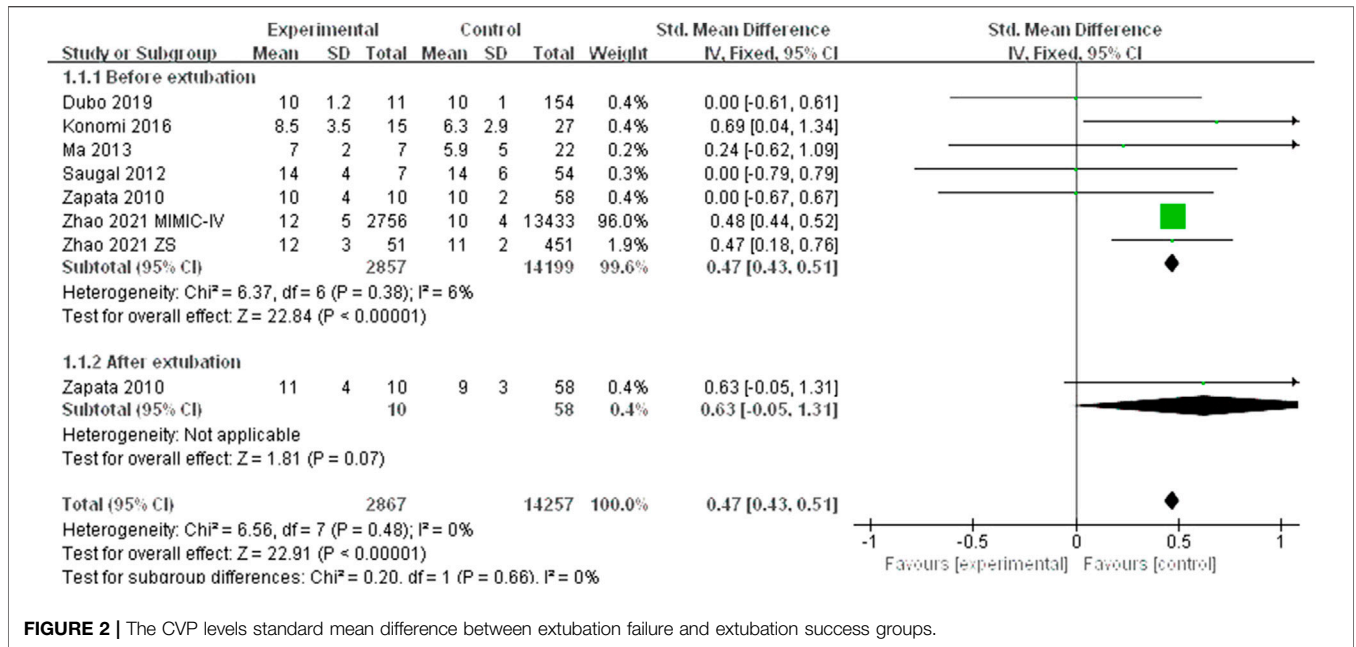 Experimental Control Std. Mean Difference Std. Mean Difference
Study or Subgroup Mean SD Total Mean SD Total Weight IV, Fixed, 95% CI IV, Fixed, 95% CI
1.1.1 Before extubation
Dubo 2019 10 1.2 11 10 1 154 0.4% 0.00 [-0.61, 0.61]
Konomi 2016 8.5 3.5 15 6.3 2.9 27 0.4% 0.69 [0.04, 1.34]
Ma 2013 7 2 7 5.9 5 22 0.2% 0.24 [-0.62, 1.09]
Saugal 2012 14 4 7 14 6 54 0.3% 0.00 [-0.79, 0.79]
Zapata 2010 10 4 10 10 2 58 0.4% 0.00 [-0.67, 0.67]
Zhao 2021 MIMIC-IV 12 5 2756 10 4 13433 96.0% 0.48 [0.44, 0.52]
Zhao 2021 ZS 12 3 51 11 2 451 1.9% 0.47 [0.18, 0.76]
Subtotal (95% CI) 2857 14199 99.6% 0.47 [0.43, 0.51]
Heterogeneity: Chi² = 6.37, df = 6 (P = 0.38); I² = 6%
Test for overall effect: Z = 22.84 (P < 0.00001)
1.1.2 After extubation
Zapata 2010 11 4 10 9 3 58 0.4% 0.63 [-0.05, 1.31]
Subtotal (95% CI) 10 58 0.4% 0.63 [-0.05, 1.31]
Heterogeneity: Not applicable
Test for overall effect: Z = 1.81 (P = 0.07)
Total (95% CI) 2867 14257 100.0% 0.47 [0.43, 0.51]
Heterogeneity: Chi² = 6.56, df = 7 (P = 0.48); I² = 0%
Test for overall effect: Z = 22.91 (P < 0.00001)
Test for subgroup differences: Chi² = 0.20, df = 1 (P = 0.66), I² = 0%
-1 -0.5 0 0.5 1
Favours [experimental] Favours [control]
FIGURE 2 | The CVP levels standard mean difference between extubation failure and extubation success groups.